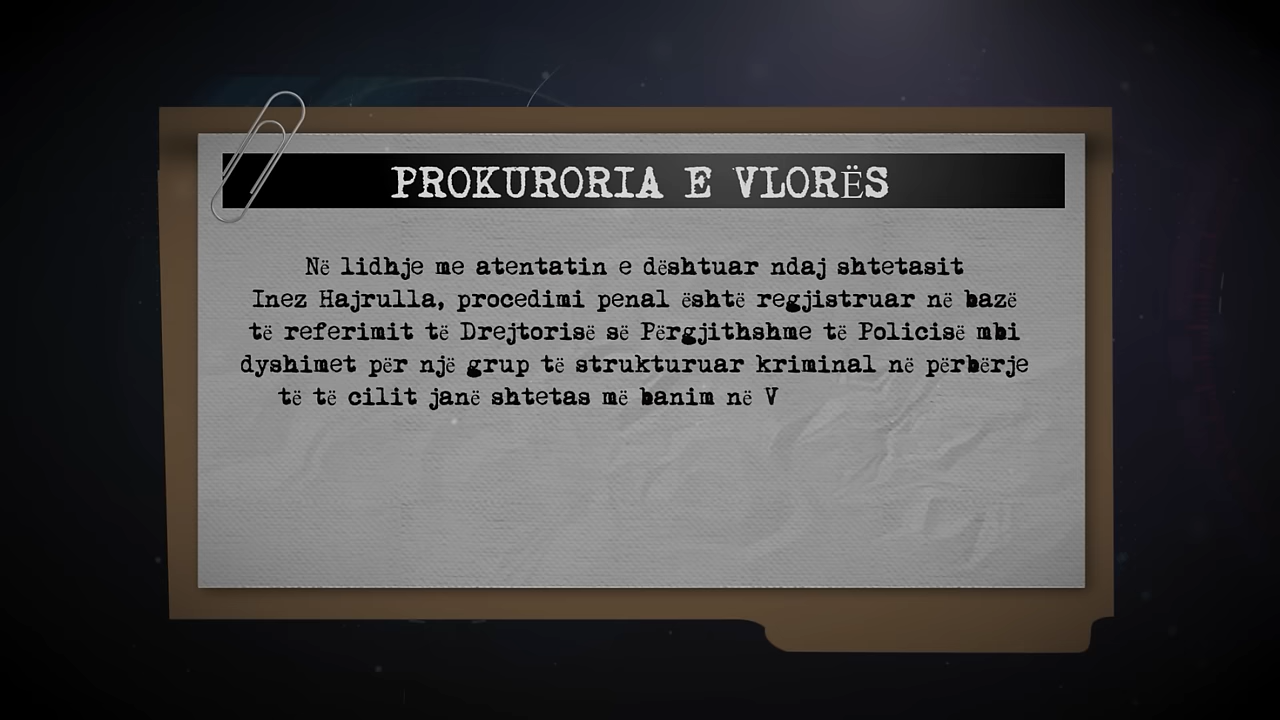 PROKURORIA E VLORËS
Në lidhje me atentatin e dështuar ndaj shtetasit
Inez Hajrulla, procedimi penal është regjistruar në bazë
të referimit të Drejtorisë së Përgjithshme të Policisë mbi
dyshimet për një grup të strukturuar kriminal në përbërje
të të cilit janë shtetas më banim në V